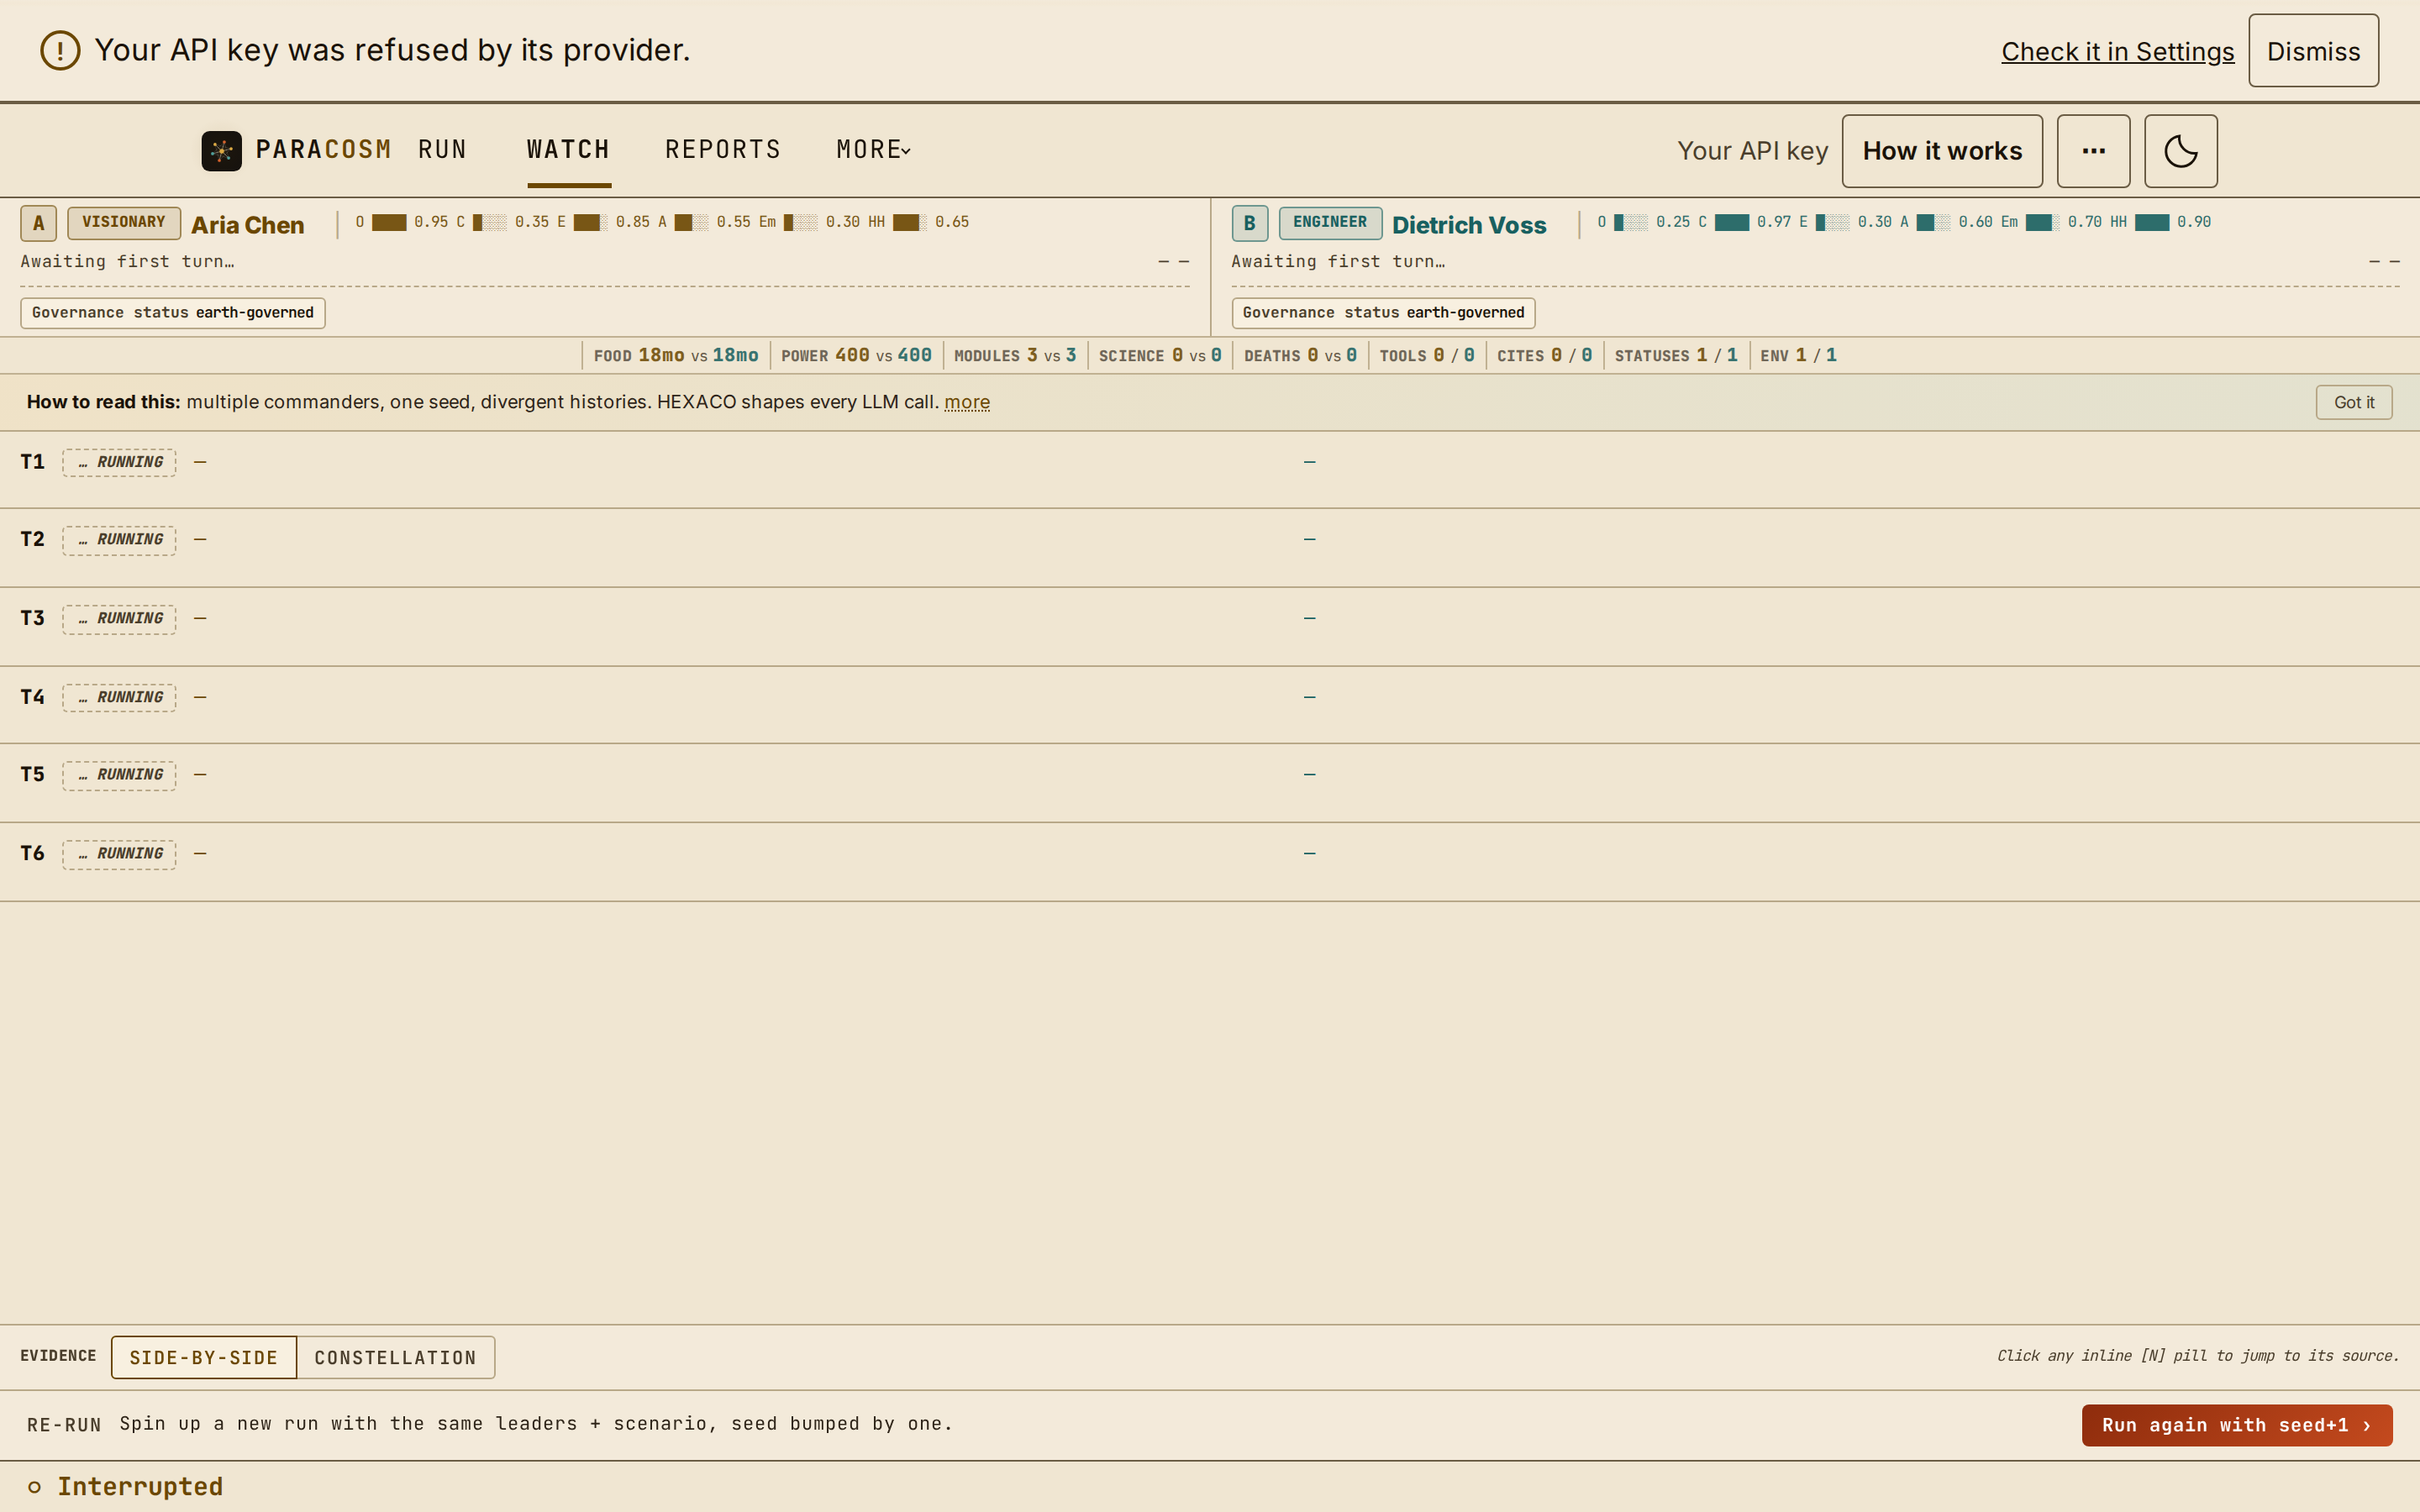 ! Your API key was refused by its provider. Check it in Settings Dismiss
PARACOSM RUN WATCH REPORTS MORE Your API key How it works ...
A VISIONARY Aria Chen O 0.95 C 0.35 E 0.85 A 0.55 Em 0.30 HH 0.65
Awaiting first turn… — —
Governance status earth-governed
B ENGINEER Dietrich Voss O 0.25 C 0.97 E 0.30 A 0.60 Em 0.70 HH 0.90
Awaiting first turn… — —
Governance status earth-governed
FOOD 18mo vs 18mo POWER 400 vs 400 MODULES 3 vs 3 SCIENCE 0 vs 0 DEATHS 0 vs 0 TOOLS 0 / 0 CITES 0 / 0 STATUSES 1 / 1 ENV 1 / 1
How to read this: multiple commanders, one seed, divergent histories. HEXACO shapes every LLM call. more Got it
T1 … RUNNING — —
T2 … RUNNING — —
T3 … RUNNING — —
T4 … RUNNING — —
T5 … RUNNING — —
T6 … RUNNING — —
EVIDENCE SIDE-BY-SIDE CONSTELLATION Click any inline [N] pill to jump to its source.
RE-RUN Spin up a new run with the same leaders + scenario, seed bumped by one. Run again with seed+1 ›
○ Interrupted